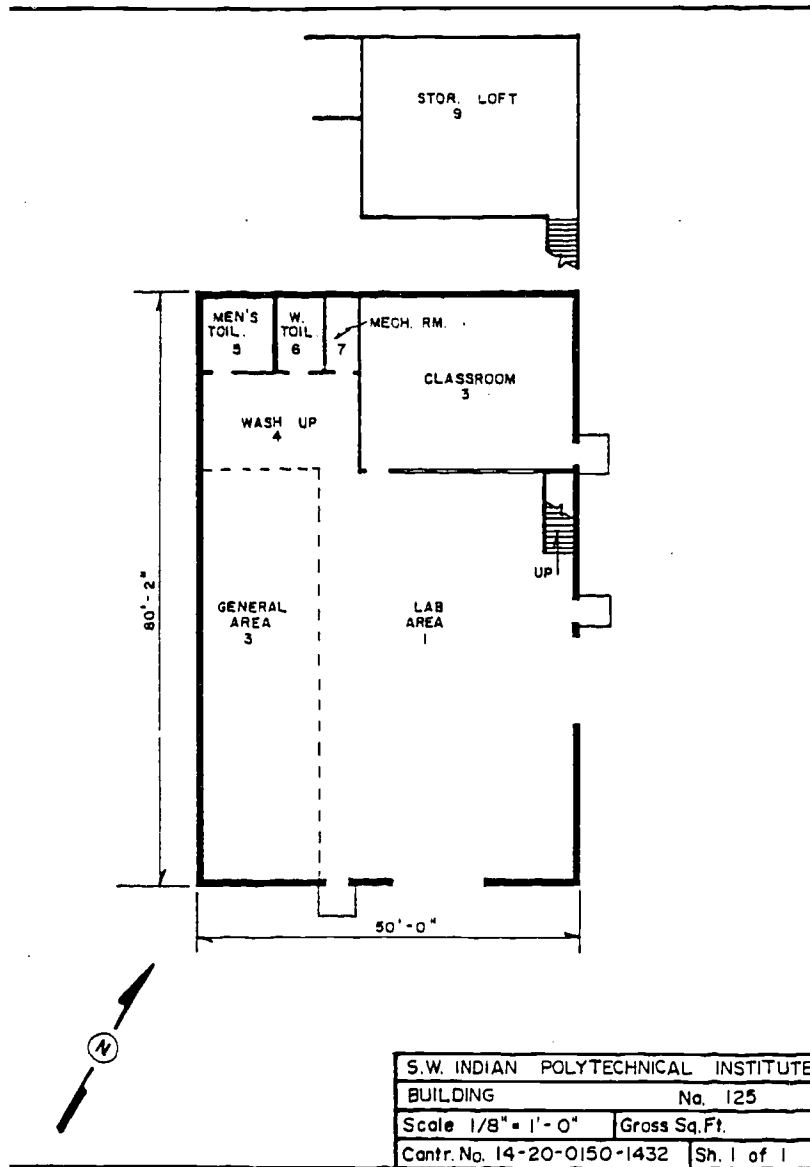 STOR. LOFT
9
MEN'S
TOIL.
5
W.
TOIL.
6
7
MECH. RM.
CLASSROOM
3
WASH UP
4
80'-2"
GENERAL
AREA
3
LAB
AREA
1
UP
50'-0"
N
S.W. INDIAN POLYTECHNICAL INSTITUTE
BUILDING No. 125
Scale 1/8" = 1'-0" Gross Sq. Ft.
Contr. No. 14-20-0150-1432 Sh. 1 of 1